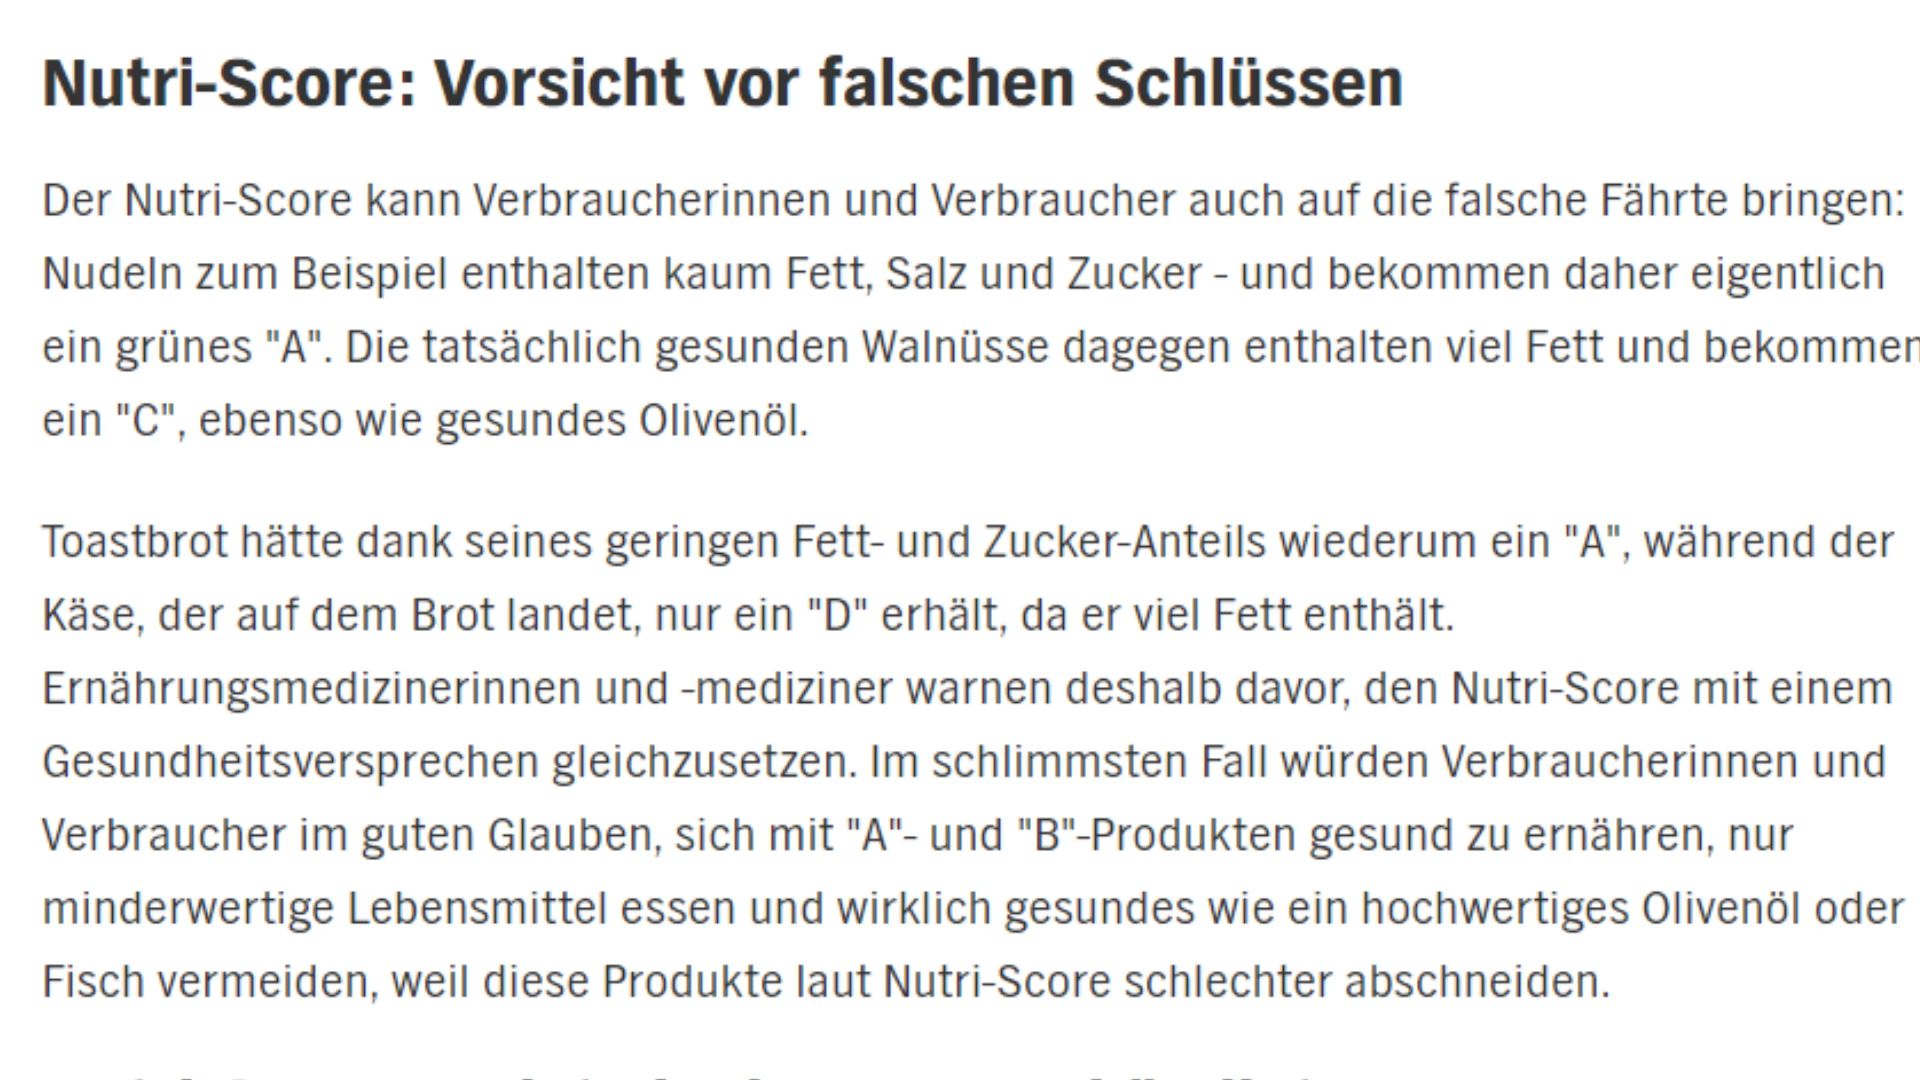 Nutri-Score: Vorsicht vor falschen Schlüssen
Der Nutri-Score kann Verbraucherinnen und Verbraucher auch auf die falsche Fährte bringen:
Nudeln zum Beispiel enthalten kaum Fett, Salz und Zucker - und bekommen daher eigentlich
ein grünes "A". Die tatsächlich gesunden Walnüsse dagegen enthalten viel Fett und bekommen
ein "C", ebenso wie gesundes Olivenöl.
Toastbrot hätte dank seines geringen Fett- und Zucker-Anteils wiederum ein "A", während der
Käse, der auf dem Brot landet, nur ein "D" erhält, da er viel Fett enthält.
Ernährungsmedizinerinnen und -mediziner warnen deshalb davor, den Nutri-Score mit einem
Gesundheitsversprechen gleichzusetzen. Im schlimmsten Fall würden Verbraucherinnen und
Verbraucher im guten Glauben, sich mit "A"- und "B"-Produkten gesund zu ernähren, nur
minderwertige Lebensmittel essen und wirklich gesundes wie ein hochwertiges Olivenöl oder
Fisch vermeiden, weil diese Produkte laut Nutri-Score schlechter abschneiden.